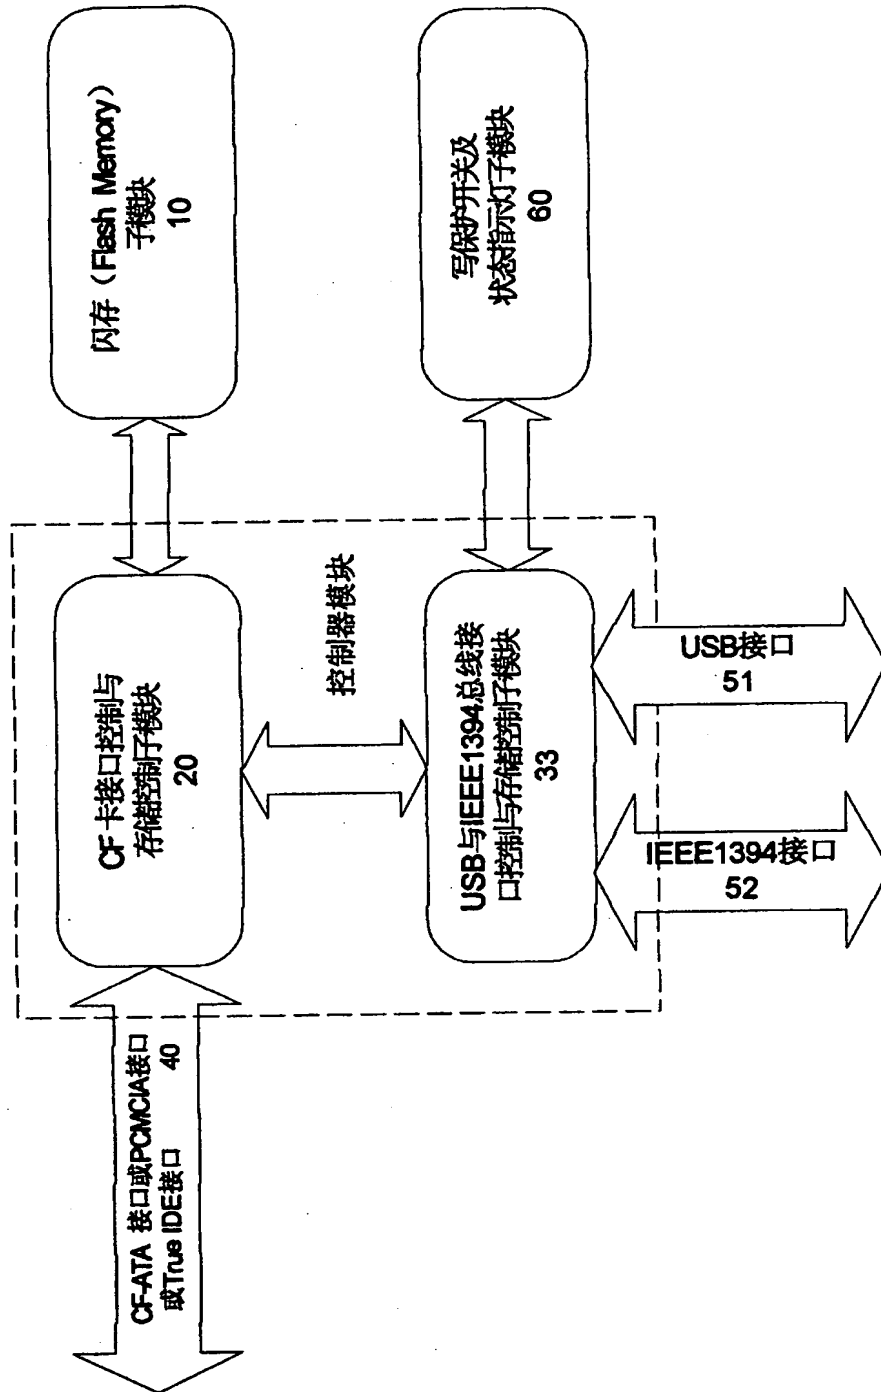 闪存（Flash Memory）
子模块
10
写保护开关及
状态指示灯子模块
60
控制器模块
CF卡接口控制与
存储控制子模块
20
USB与IEEE1394总线接
口控制与存储控制子模块
33
USB接口
51
IEEE1394接口
52
CF-ATA 接口或PCMCIA接口
或True IDE接口 40